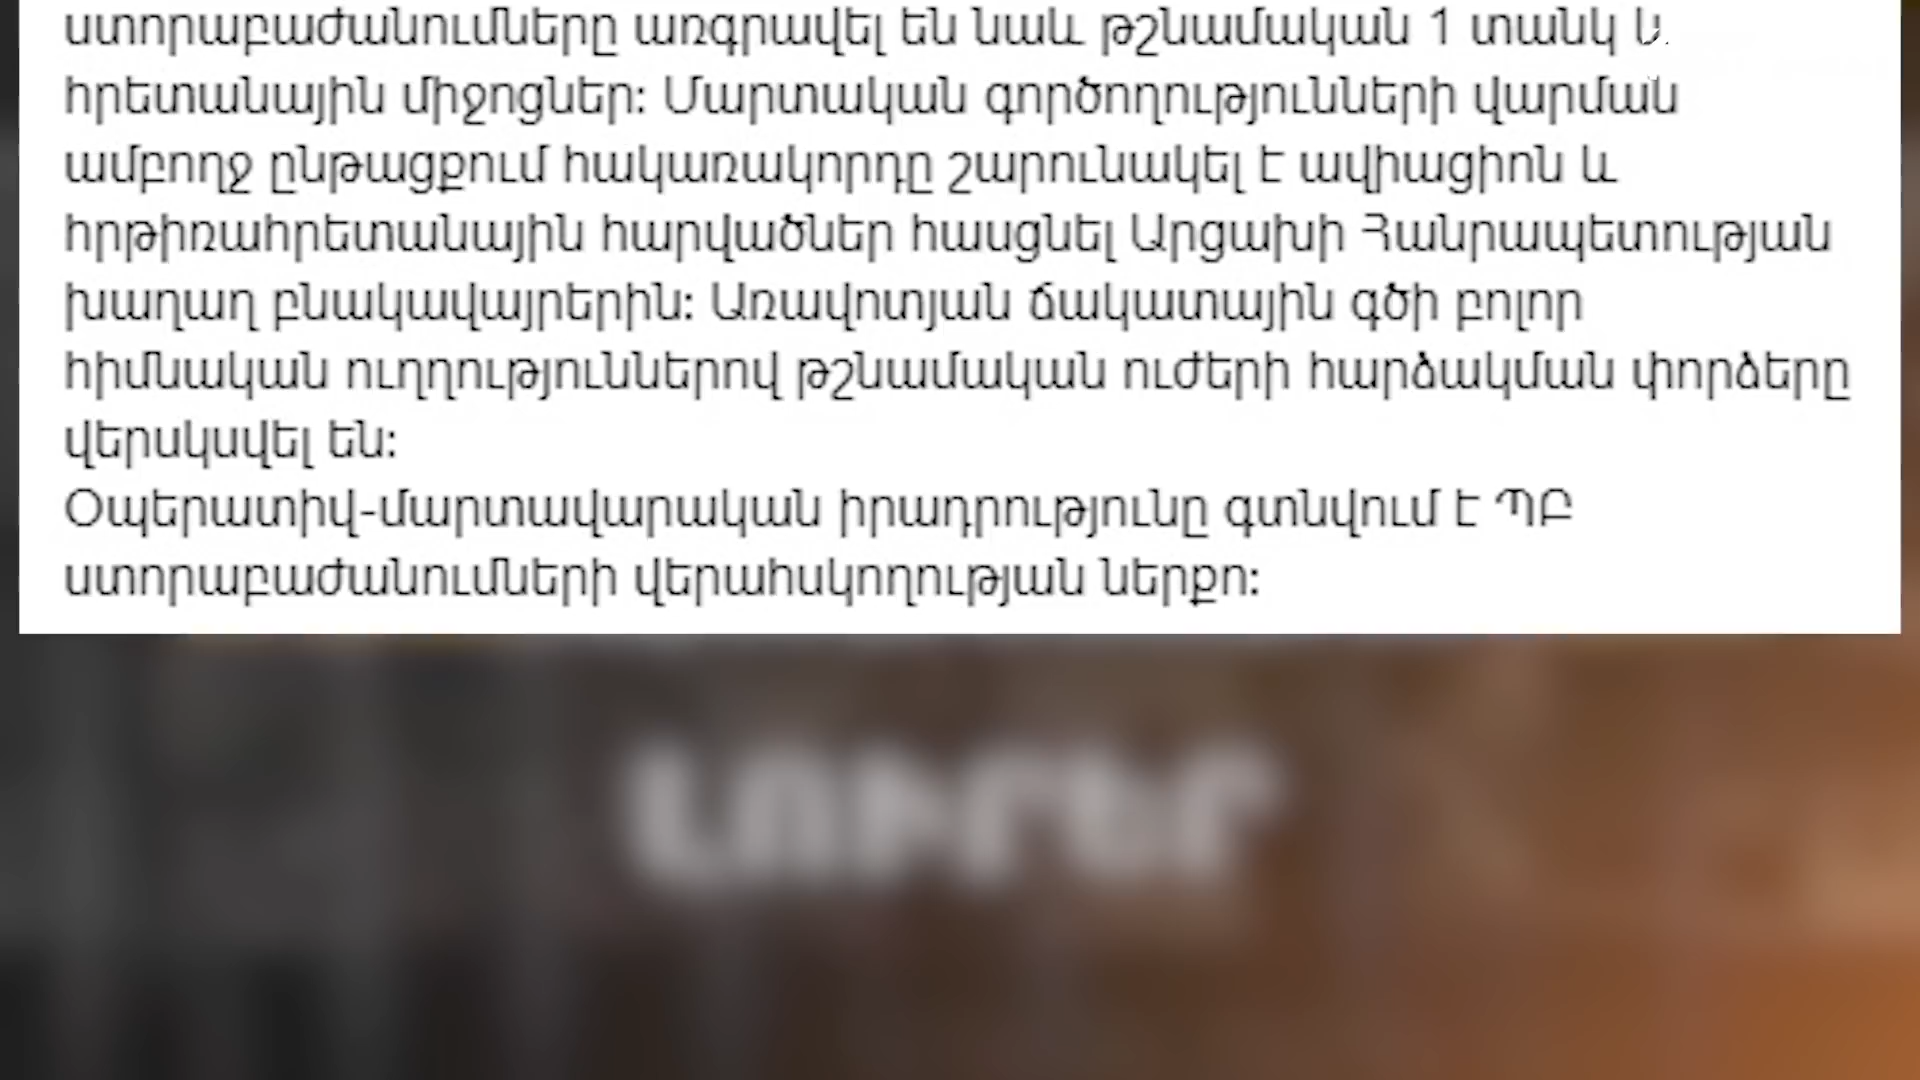 ստորաբաժանումները առգրավել են նաև թշնամական 1 տանկ և
հրետանային միջոցներ։ Մարտական գործողությունների վարման
ամբողջ ընթացքում հակառակորդը շարունակել է ավիացիոն և
հրթիռահրետանային հարվածներ հասցնել Արցախի Հանրապետության
խաղաղ բնակավայրերին։ Առավոտյան ճակատային գծի բոլոր
հիմնական ուղղություններով թշնամական ուժերի հարձակման փորձերը
վերսկսվել են։
Օպերատիվ-մարտավարական իրադրությունը գտնվում է ՊԲ
ստորաբաժանումների վերահսկողության ներքո։
ԼՈՒՐԵՐ